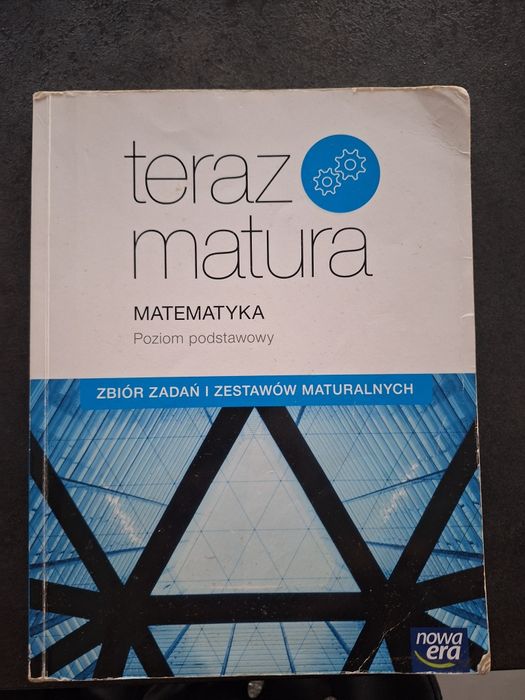 teraz
matura
MATEMATYKA
Poziom podstawowy
ZBIÓR ZADAŃ I ZESTAWÓW MATURALNYCH
nowa
era